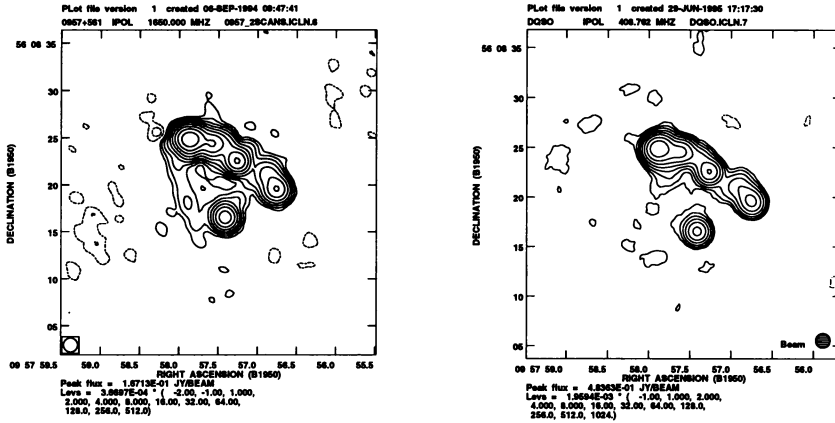 PLot file version 1 created 06-SEP-1994 09:47:41
0957+561 IPOL 1650.000 MHZ 0957_2SCANS.ICLN.6
56 08 35
30
25
20
15
10
05
DECLINATION (B1950)
09 57 59.5 59.0 58.5 58.0 57.5 57.0 56.5 56.0 55.5
RIGHT ASCENSION (B1950)
Peak flux = 1.6713E-01 JY/BEAM
Levs = 3.9697E-04 * ( -2.00, -1.00, 1.000,
2.000, 4.000, 8.000, 16.00, 32.00, 64.00,
128.0, 256.0, 512.0)
PLot file version 1 created 29-JUN-1995 17:17:30
DQSO IPOL 408.762 MHZ DQSO.ICLN.7
56 08 35
30
25
20
15
10
05
DECLINATION (B1950)
Beam
09 57 59.0 58.5 58.0 57.5 57.0 56.5 56.0
RIGHT ASCENSION (B1950)
Peak flux = 4.8363E-01 JY/BEAM
Levs = 1.9594E-03 * ( -1.00, 1.000, 2.000,
4.000, 8.000, 16.00, 32.00, 64.00, 128.0,
256.0, 512.0, 1024.)